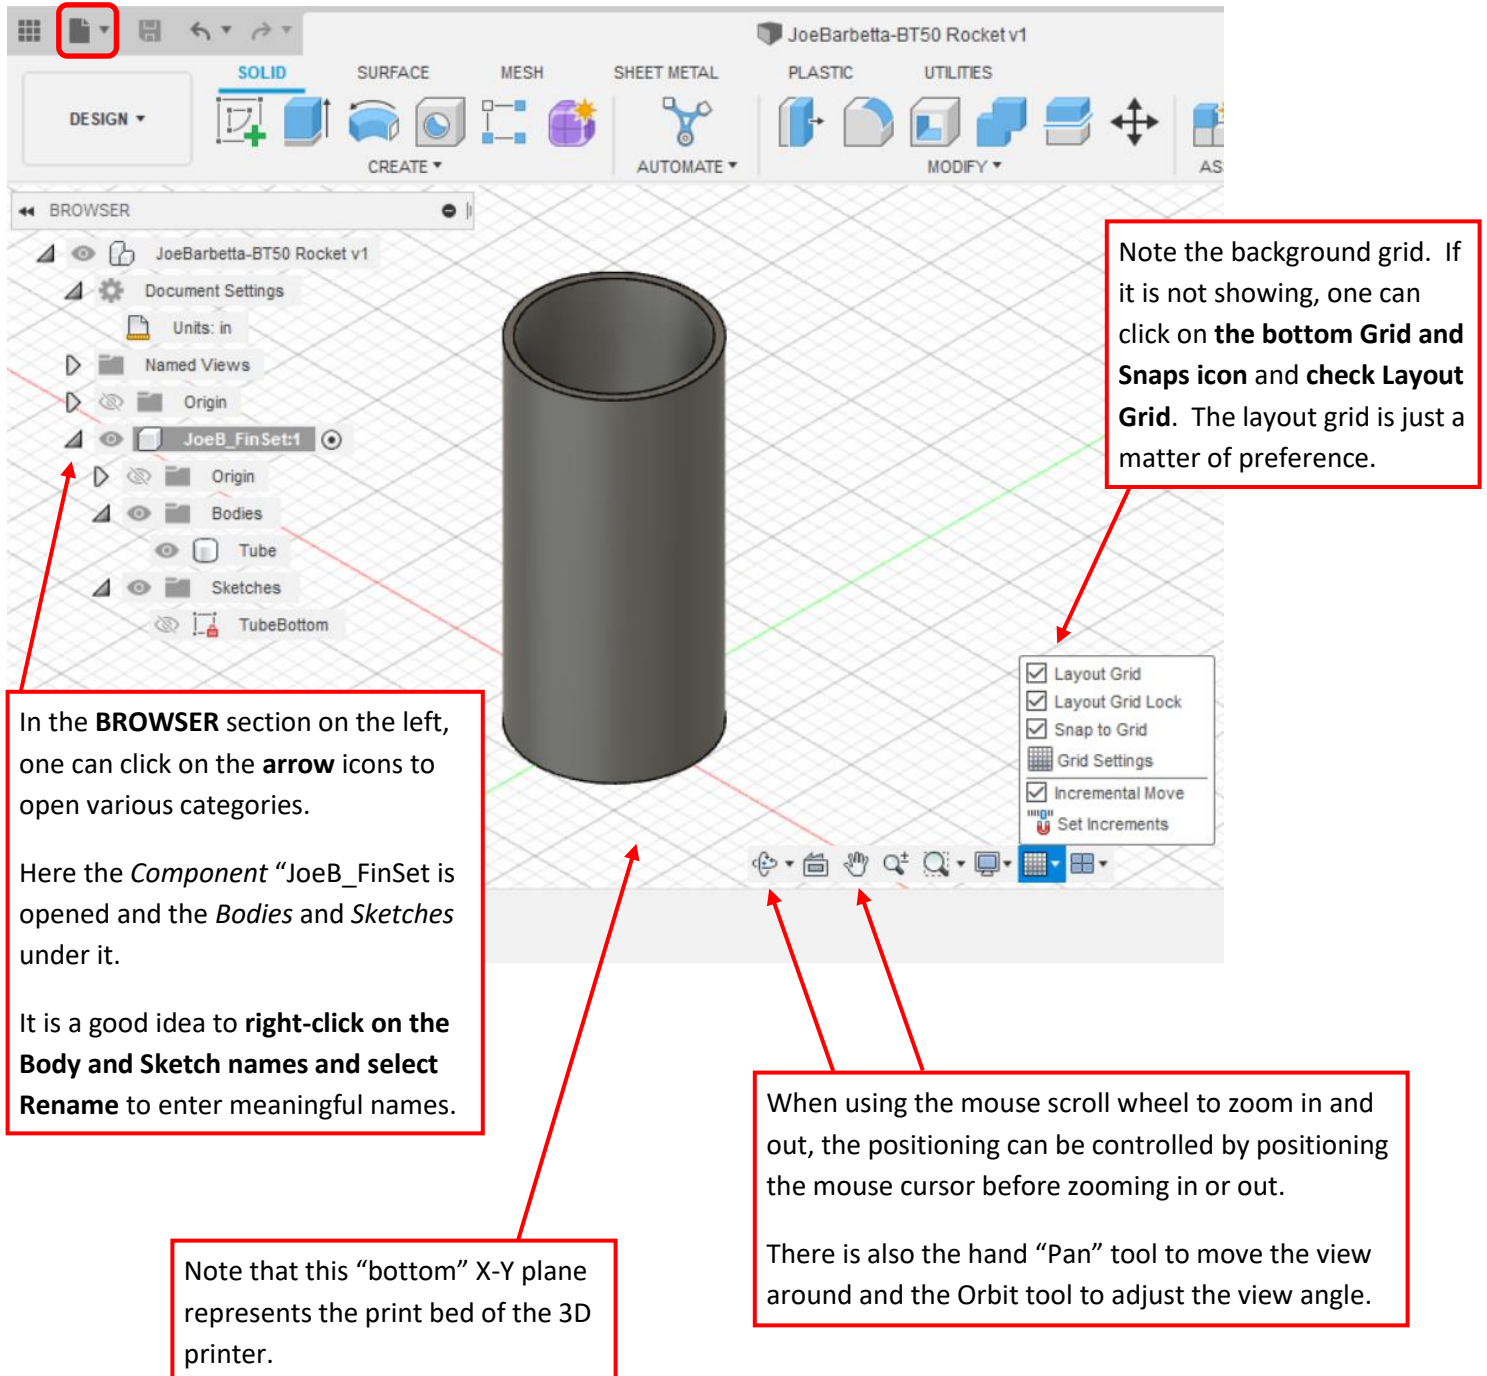 JoeBarbetta-BT50 Rocket v1
SOLID SURFACE MESH SHEET METAL PLASTIC UTILITIES
DESIGN
CREATE AUTOMATE MODIFY AS
BROWSER
JoeBarbetta-BT50 Rocket v1
Document Settings
Units: in
Named Views
Origin
JoeB_FinSet:1
Origin
Bodies
Tube
Sketches
TubeBottom
Note the background grid. If
it is not showing, one can
click on the bottom Grid and
Snaps icon and check Layout
Grid. The layout grid is just a
matter of preference.
Layout Grid
Layout Grid Lock
Snap to Grid
Grid Settings
Incremental Move
Set Increments
In the BROWSER section on the left,
one can click on the arrow icons to
open various categories.
Here the Component “JoeB_FinSet is
opened and the Bodies and Sketches
under it.
It is a good idea to right-click on the
Body and Sketch names and select
Rename to enter meaningful names.
When using the mouse scroll wheel to zoom in and
out, the positioning can be controlled by positioning
the mouse cursor before zooming in or out.
There is also the hand “Pan” tool to move the view
around and the Orbit tool to adjust the view angle.
Note that this “bottom” X-Y plane
represents the print bed of the 3D
printer.